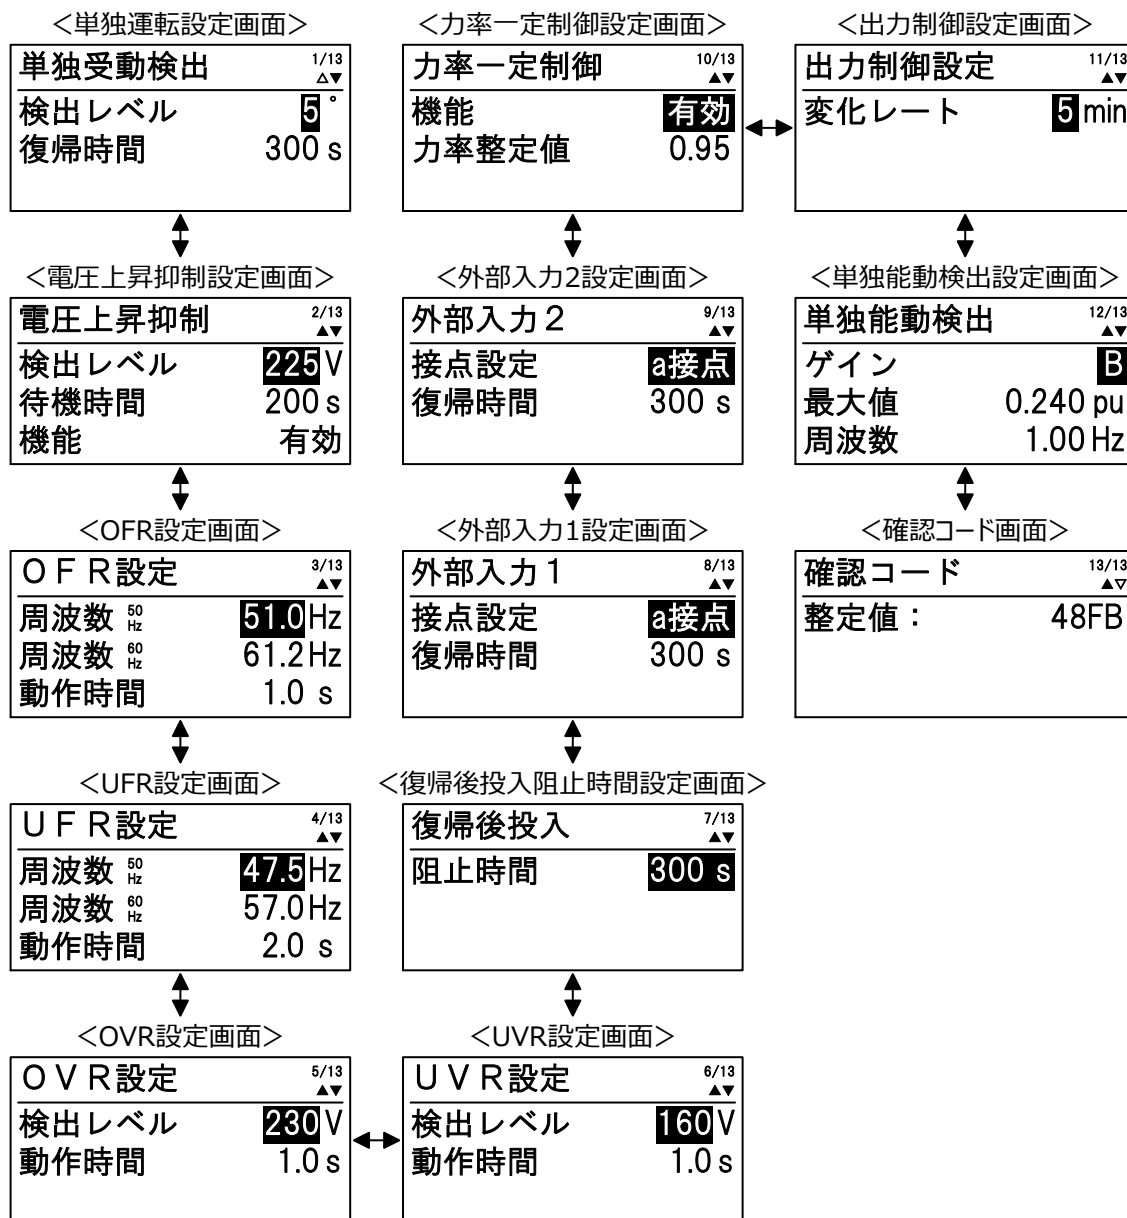 <単独運転設定画面>
単独受動検出 1/13
△▼
検出レベル 5°
復帰時間 300 s
<電圧上昇抑制設定画面>
電圧上昇抑制 2/13
▲▼
検出レベル 225 V
待機時間 200 s
機能 有効
<OFR設定画面>
OFR設定 3/13
▲▼
周波数 50Hz 51.0Hz
周波数 60Hz 61.2Hz
動作時間 1.0 s
<UFR設定画面>
UFR設定 4/13
▲▼
周波数 50Hz 47.5Hz
周波数 60Hz 57.0Hz
動作時間 2.0 s
<OVR設定画面>
OVR設定 5/13
▲▼
検出レベル 230 V
動作時間 1.0 s
<UVR設定画面>
UVR設定 6/13
▲▼
検出レベル 160 V
動作時間 1.0 s
<復帰後投入阻止時間設定画面>
復帰後投入 7/13
▲▼
阻止時間 300 s
<外部入力1設定画面>
外部入力1 8/13
▲▼
接点設定 a接点
復帰時間 300 s
<外部入力2設定画面>
外部入力2 9/13
▲▼
接点設定 a接点
復帰時間 300 s
<力率一定制御設定画面>
力率一定制御 10/13
▲▼
機能 有効
力率整定値 0.95
<出力制御設定画面>
出力制御設定 11/13
▲▼
変化レート 5 min
<単独能動検出設定画面>
単独能動検出 12/13
▲▼
ゲイン B
最大値 0.240 pu
周波数 1.00 Hz
<確認コード画面>
確認コード 13/13
▲▽
整定値： 48FB